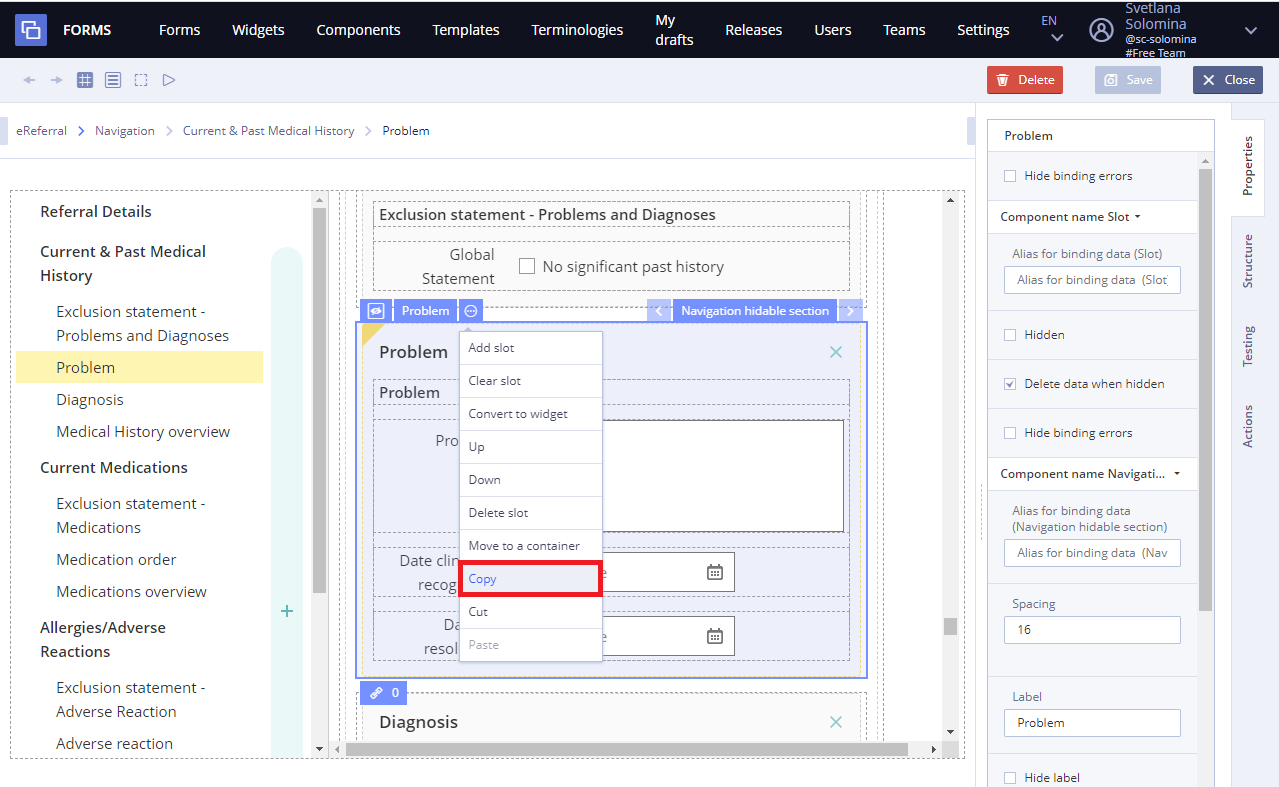 FORMS
Forms
Widgets
Components
Templates
Terminologies
My
drafts
Releases
Users
Teams
Settings
EN
Svetlana
Solomina
@sc-solomina
#Free Team
Delete
Save
Close
eReferral
Navigation
Current & Past Medical History
Problem
Referral Details
Current & Past Medical
History
Exclusion statement -
Problems and Diagnoses
Problem
Diagnosis
Medical History overview
Current Medications
Exclusion statement -
Medications
Medication order
Medications overview
Allergies/Adverse
Reactions
Exclusion statement -
Adverse Reaction
Adverse reaction
Exclusion statement - Problems and Diagnoses
Global
Statement
No significant past history
Problem
Navigation hidable section
Problem
Problem
Pro
Date clin
recog
Da
resol
Add slot
Clear slot
Convert to widget
Up
Down
Delete slot
Move to a container
Copy
Cut
Paste
0
Diagnosis
Problem
Hide binding errors
Component name Slot
Alias for binding data (Slot)
Alias for binding data (Slot
Hidden
Delete data when hidden
Hide binding errors
Component name Navigati...
Alias for binding data
(Navigation hidable section)
Alias for binding data (Nav
Spacing
16
Label
Problem
Hide label
Properties
Structure
Testing
Actions